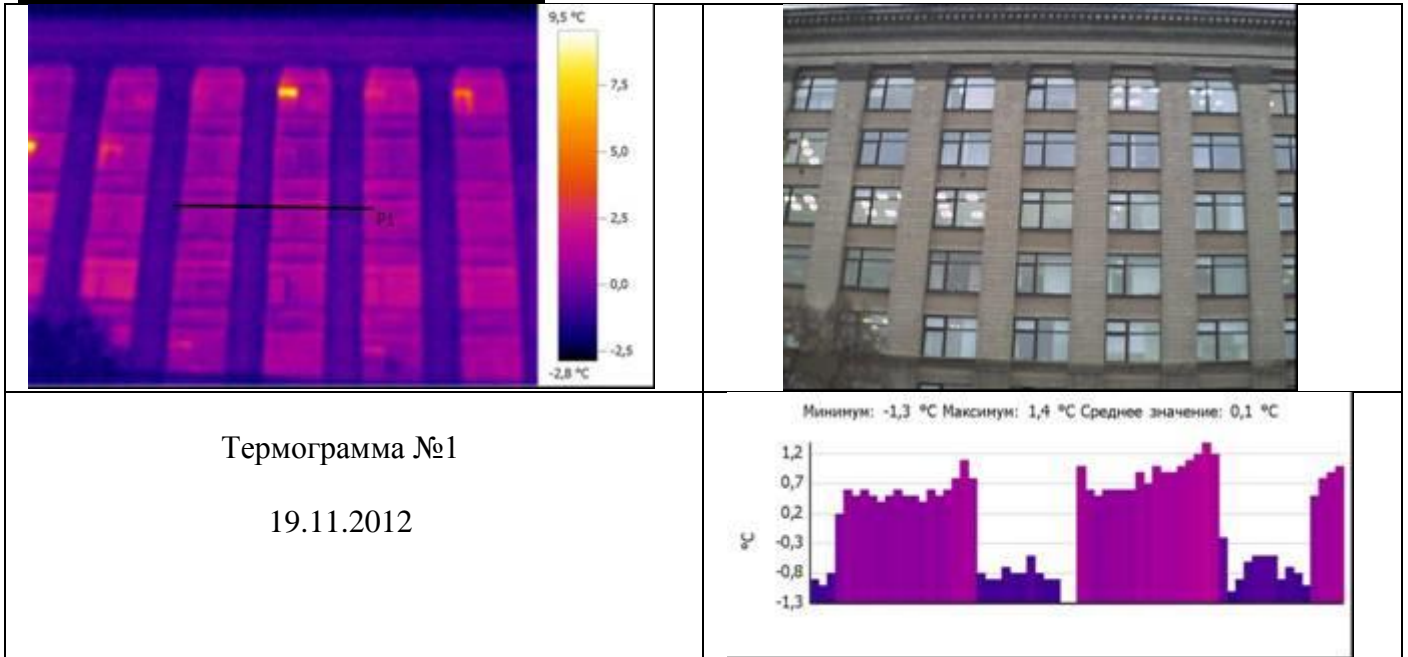 9,5 °C
7,5
5,0
2,5
0,0
-2,5
-2,8 °C
P1
Термограмма №1
19.11.2012
Минимум: -1,3 °C Максимум: 1,4 °C Среднее значение: 0,1 °C
1,2
0,7
0,2
-0,3
-0,8
-1,3
°C